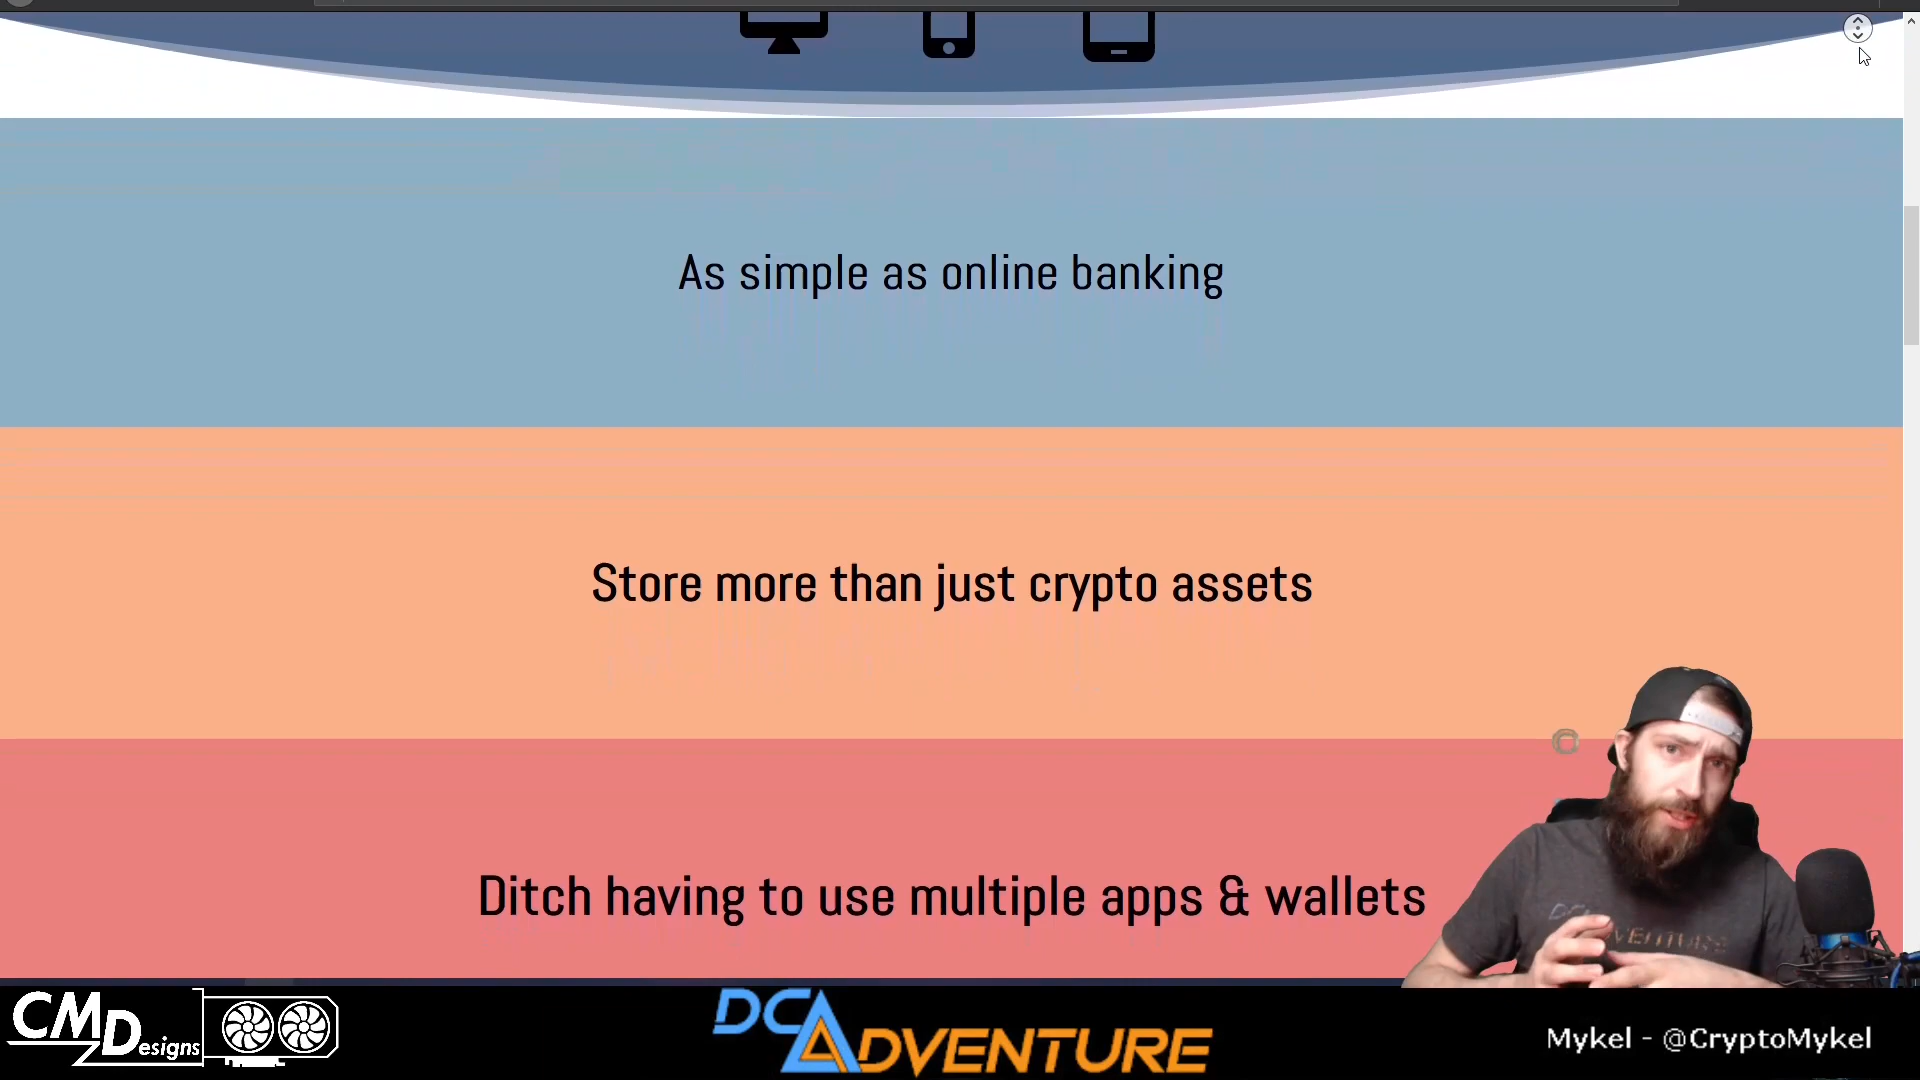 As simple as online banking
Store more than just crypto assets
Ditch having to use multiple apps & wallets
DCADVENTURE
CMDesigns
DCADVENTURE
Mykel - @CryptoMykel